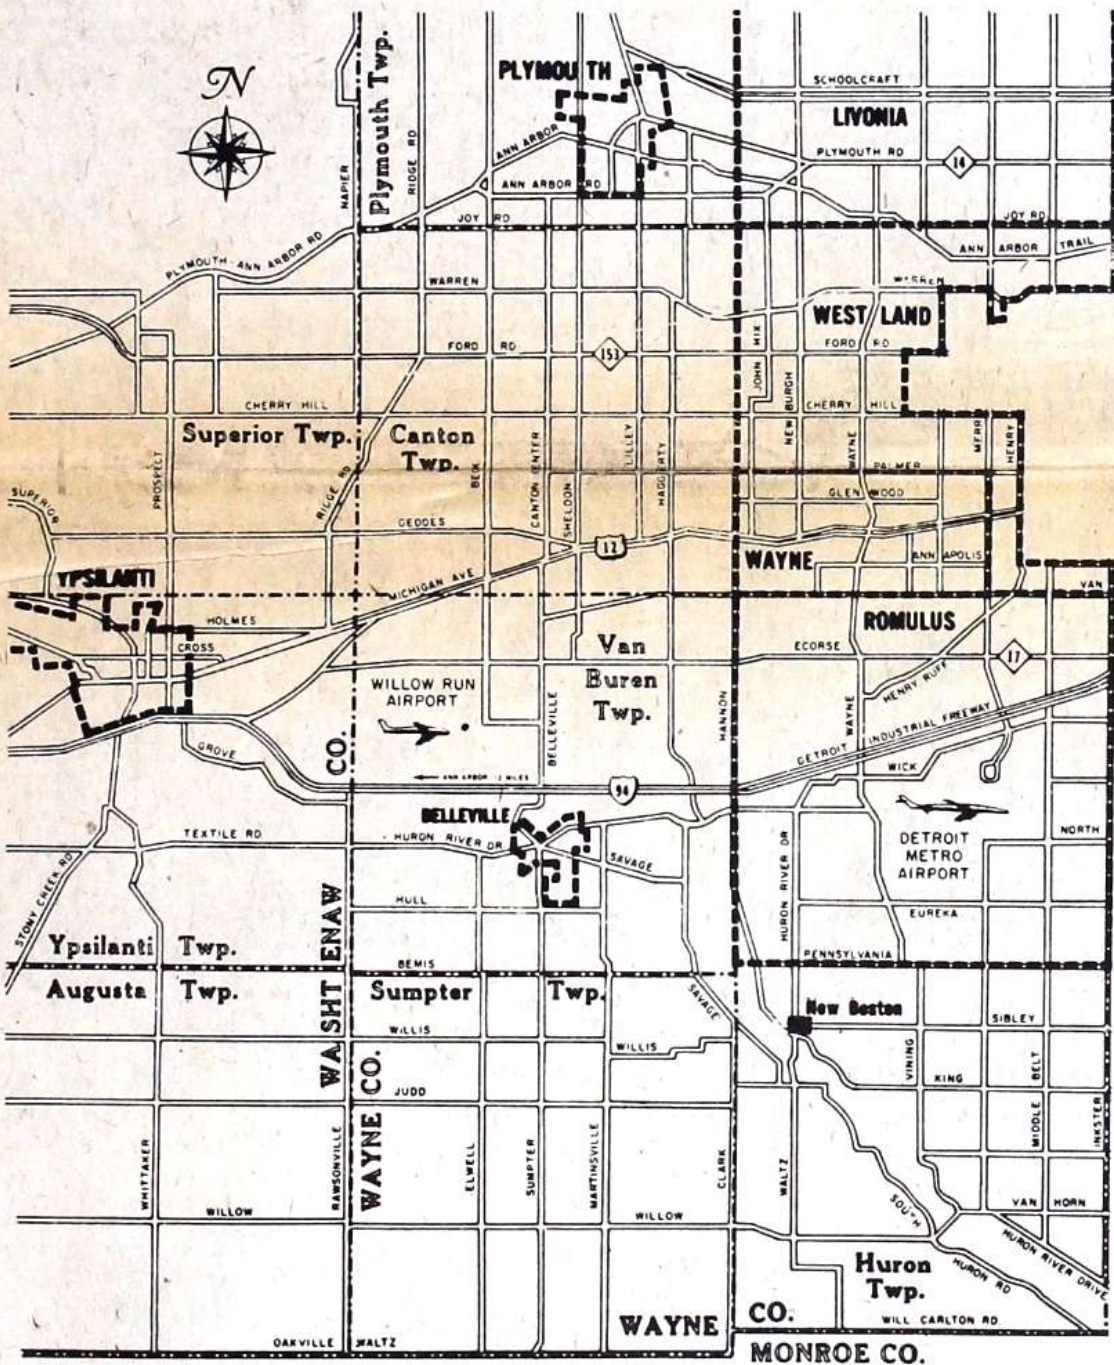 N
NAPIER
Plymouth Twp.
RIDGE RD
PLYMOUTH
SCHOOLCRAFT
LIVONIA
PLYMOUTH RD
14
ANN ARBOR
ANN ARBOR RD
JOY RD
JOY RD
PLYMOUTH - ANN ARBOR RD
ANN ARBOR TRAIL
WARREN
WARREN
WEST LAND
FORD RD
153
FORD RD
JOHN HIX
NEWBURGH
CHERRY HILL
CHERRY HILL
Superior Twp.
Canton
Twp.
RIDGE RD
BECK
CANTON CENTER
SHELDON
LILLEY
HAGGERTY
WAYNE
MERRI
HENRY
PALMER
GLENWOOD
SUPERIOR
PROSPECT
GEDDES
12
WAYNE
ANNAPOLIS
YPSILANTI
MICHIGAN AVE
VAN
HOLMES
ROMULUS
CROSS
Van
Buren
Twp.
ECORSE
17
WILLOW RUN
AIRPORT
BELLEVILLE
HANNON
WAYNE
HENRY RUFF
DETROIT INDUSTRIAL FREEWAY
GROVE
CO.
ANN ARBOR 12 MILES
94
WICK
BELLEVILLE
TEXTILE RD
HURON RIVER DR
SAVAGE
HURON RIVER DR
DETROIT
METRO
AIRPORT
NORTH
STONY CREEK RD
HULL
EUREKA
Ypsilanti Twp.
WASHTENAW
BEMIS
PENNSYLVANIA
Augusta Twp.
Sumpter Twp.
SAVAGE
New Boston
SIBLEY
WILLIS
WILLIS
VINING
KING
MIDDLE BELT
INKSTER
JUDD
WAYNE CO.
WHITTAKER
RAWSONVILLE
ELWELL
SUMPTER
MARTINSVILLE
CLARK
WALTZ
WILLOW
WILLOW
SOUTH HURON RD
VAN HORN
HURON RIVER DRIVE
Huron
Twp.
WAYNE CO.
WILL CARLTON RD.
OAKVILLE WALTZ
MONROE CO.